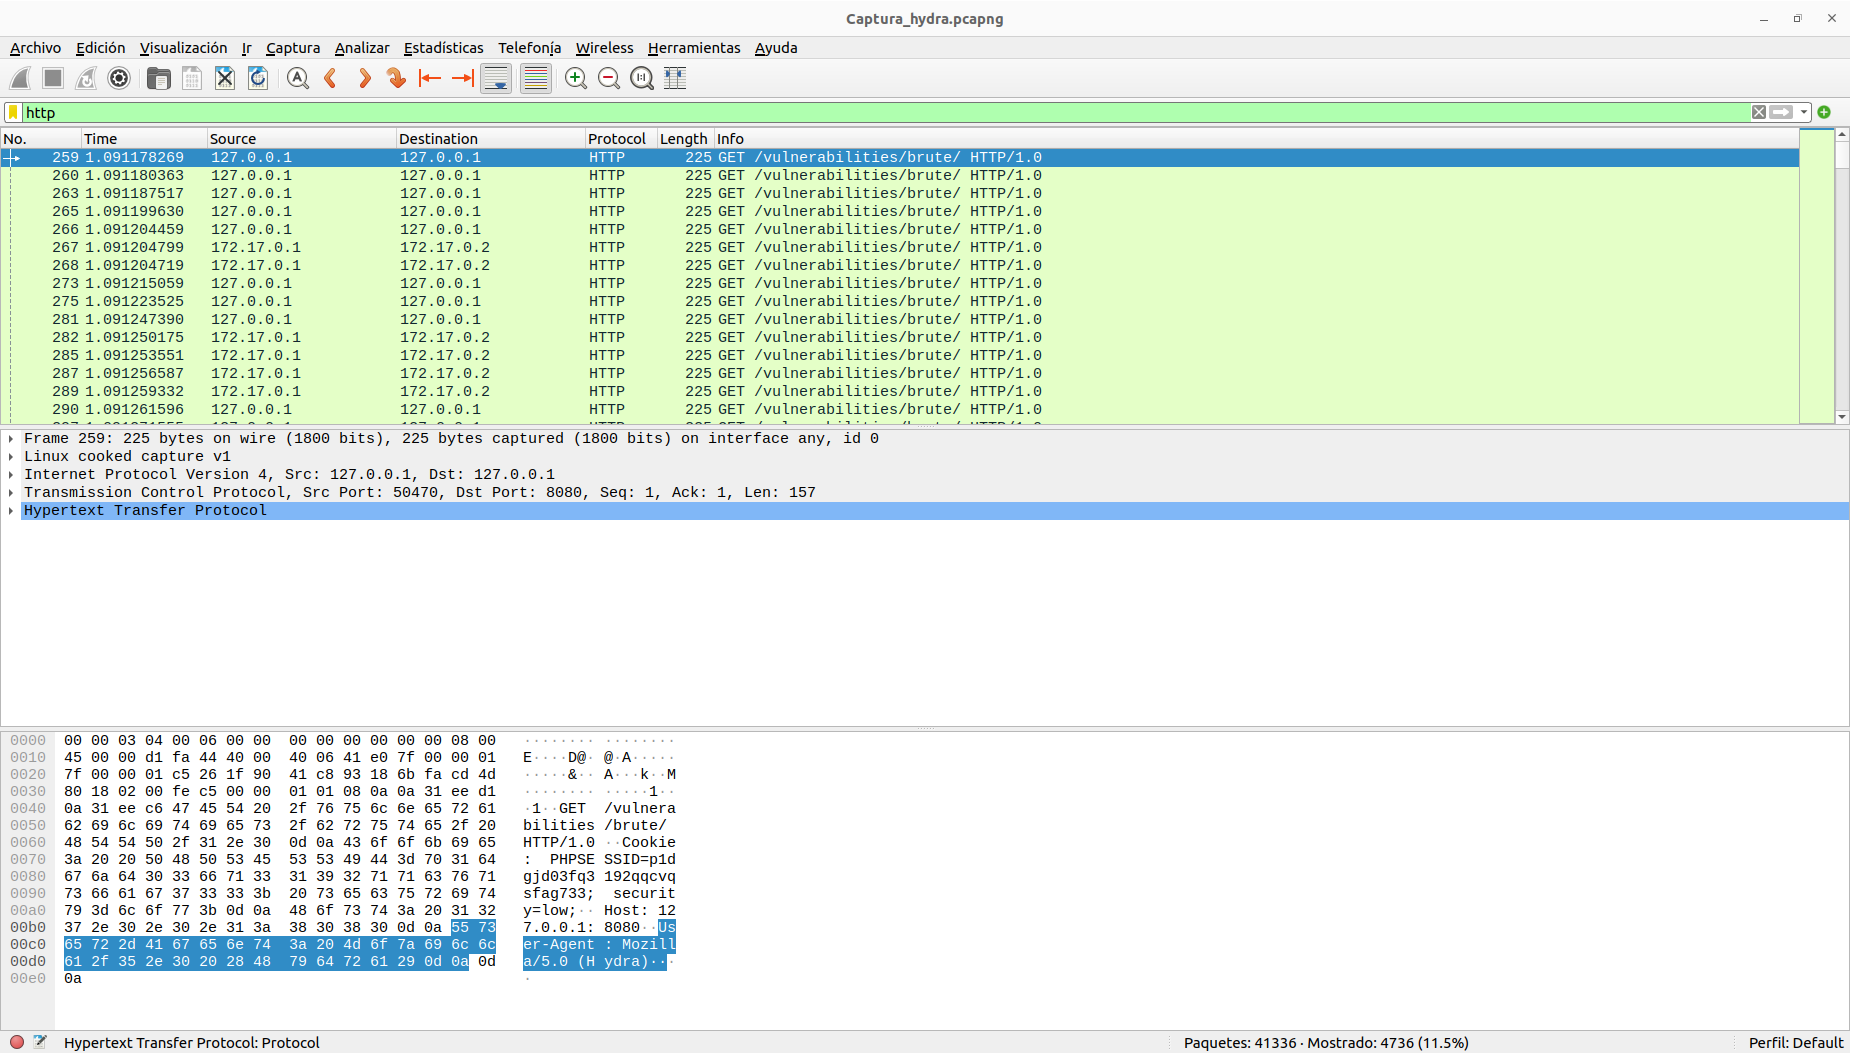 Captura_hydra.pcapng
Archivo Edición Visualización Ir Captura Analizar Estadísticas Telefonía Wireless Herramientas Ayuda
http
No. Time Source Destination Protocol Length Info
259 1.091178269 127.0.0.1 127.0.0.1 HTTP 225 GET /vulnerabilities/brute/ HTTP/1.0
260 1.091180363 127.0.0.1 127.0.0.1 HTTP 225 GET /vulnerabilities/brute/ HTTP/1.0
263 1.091187517 127.0.0.1 127.0.0.1 HTTP 225 GET /vulnerabilities/brute/ HTTP/1.0
265 1.091199630 127.0.0.1 127.0.0.1 HTTP 225 GET /vulnerabilities/brute/ HTTP/1.0
266 1.091204459 127.0.0.1 127.0.0.1 HTTP 225 GET /vulnerabilities/brute/ HTTP/1.0
267 1.091204799 172.17.0.1 172.17.0.2 HTTP 225 GET /vulnerabilities/brute/ HTTP/1.0
268 1.091204719 172.17.0.1 172.17.0.2 HTTP 225 GET /vulnerabilities/brute/ HTTP/1.0
273 1.091215059 127.0.0.1 127.0.0.1 HTTP 225 GET /vulnerabilities/brute/ HTTP/1.0
275 1.091223525 127.0.0.1 127.0.0.1 HTTP 225 GET /vulnerabilities/brute/ HTTP/1.0
281 1.091247390 127.0.0.1 127.0.0.1 HTTP 225 GET /vulnerabilities/brute/ HTTP/1.0
282 1.091250175 172.17.0.1 172.17.0.2 HTTP 225 GET /vulnerabilities/brute/ HTTP/1.0
285 1.091253551 172.17.0.1 172.17.0.2 HTTP 225 GET /vulnerabilities/brute/ HTTP/1.0
287 1.091256587 172.17.0.1 172.17.0.2 HTTP 225 GET /vulnerabilities/brute/ HTTP/1.0
289 1.091259332 172.17.0.1 172.17.0.2 HTTP 225 GET /vulnerabilities/brute/ HTTP/1.0
290 1.091261596 127.0.0.1 127.0.0.1 HTTP 225 GET /vulnerabilities/brute/ HTTP/1.0
Frame 259: 225 bytes on wire (1800 bits), 225 bytes captured (1800 bits) on interface any, id 0
Linux cooked capture v1
Internet Protocol Version 4, Src: 127.0.0.1, Dst: 127.0.0.1
Transmission Control Protocol, Src Port: 50470, Dst Port: 8080, Seq: 1, Ack: 1, Len: 157
Hypertext Transfer Protocol
0000 00 00 03 04 00 06 00 00 00 00 00 00 00 00 08 00 ········ ········
0010 45 00 00 d1 fa 44 40 00 40 06 41 e0 7f 00 00 01 E····D@· @·A·····
0020 7f 00 00 01 c5 26 1f 90 41 c8 93 18 6b fa cd 4d ·····&·· A···k··M
0030 80 18 02 00 fe c5 00 00 01 01 08 0a 0a 31 ee d1 ········ ·····1··
0040 0a 31 ee c6 47 45 54 20 2f 76 75 6c 6e 65 72 61 ·1··GET /vulnera
0050 62 69 6c 69 74 69 65 73 2f 62 72 75 74 65 2f 20 bilities /brute/
0060 48 54 54 50 2f 31 2e 30 0d 0a 43 6f 6f 6b 69 65 HTTP/1.0 ··Cookie
0070 3a 20 20 50 48 50 53 45 53 53 49 44 3d 70 31 64 : PHPSE SSID=p1d
0080 67 6a 64 30 33 66 71 33 31 39 32 71 71 63 76 71 gjd03fq3 192qqcvq
0090 73 66 61 67 37 33 33 3b 20 73 65 63 75 72 69 74 sfag733; securit
00a0 79 3d 6c 6f 77 3b 0d 0a 48 6f 73 74 3a 20 31 32 y=low;·· Host: 12
00b0 37 2e 30 2e 30 2e 31 3a 38 30 38 30 0d 0a 55 73 7.0.0.1: 8080··Us
00c0 65 72 2d 41 67 65 6e 74 3a 20 4d 6f 7a 69 6c 6c er-Agent : Mozill
00d0 61 2f 35 2e 30 20 28 48 79 64 72 61 29 0d 0a 0d a/5.0 (H ydra)···
00e0 0a ·
Hypertext Transfer Protocol: Protocol
Paquetes: 41336 · Mostrado: 4736 (11.5%)
Perfil: Default